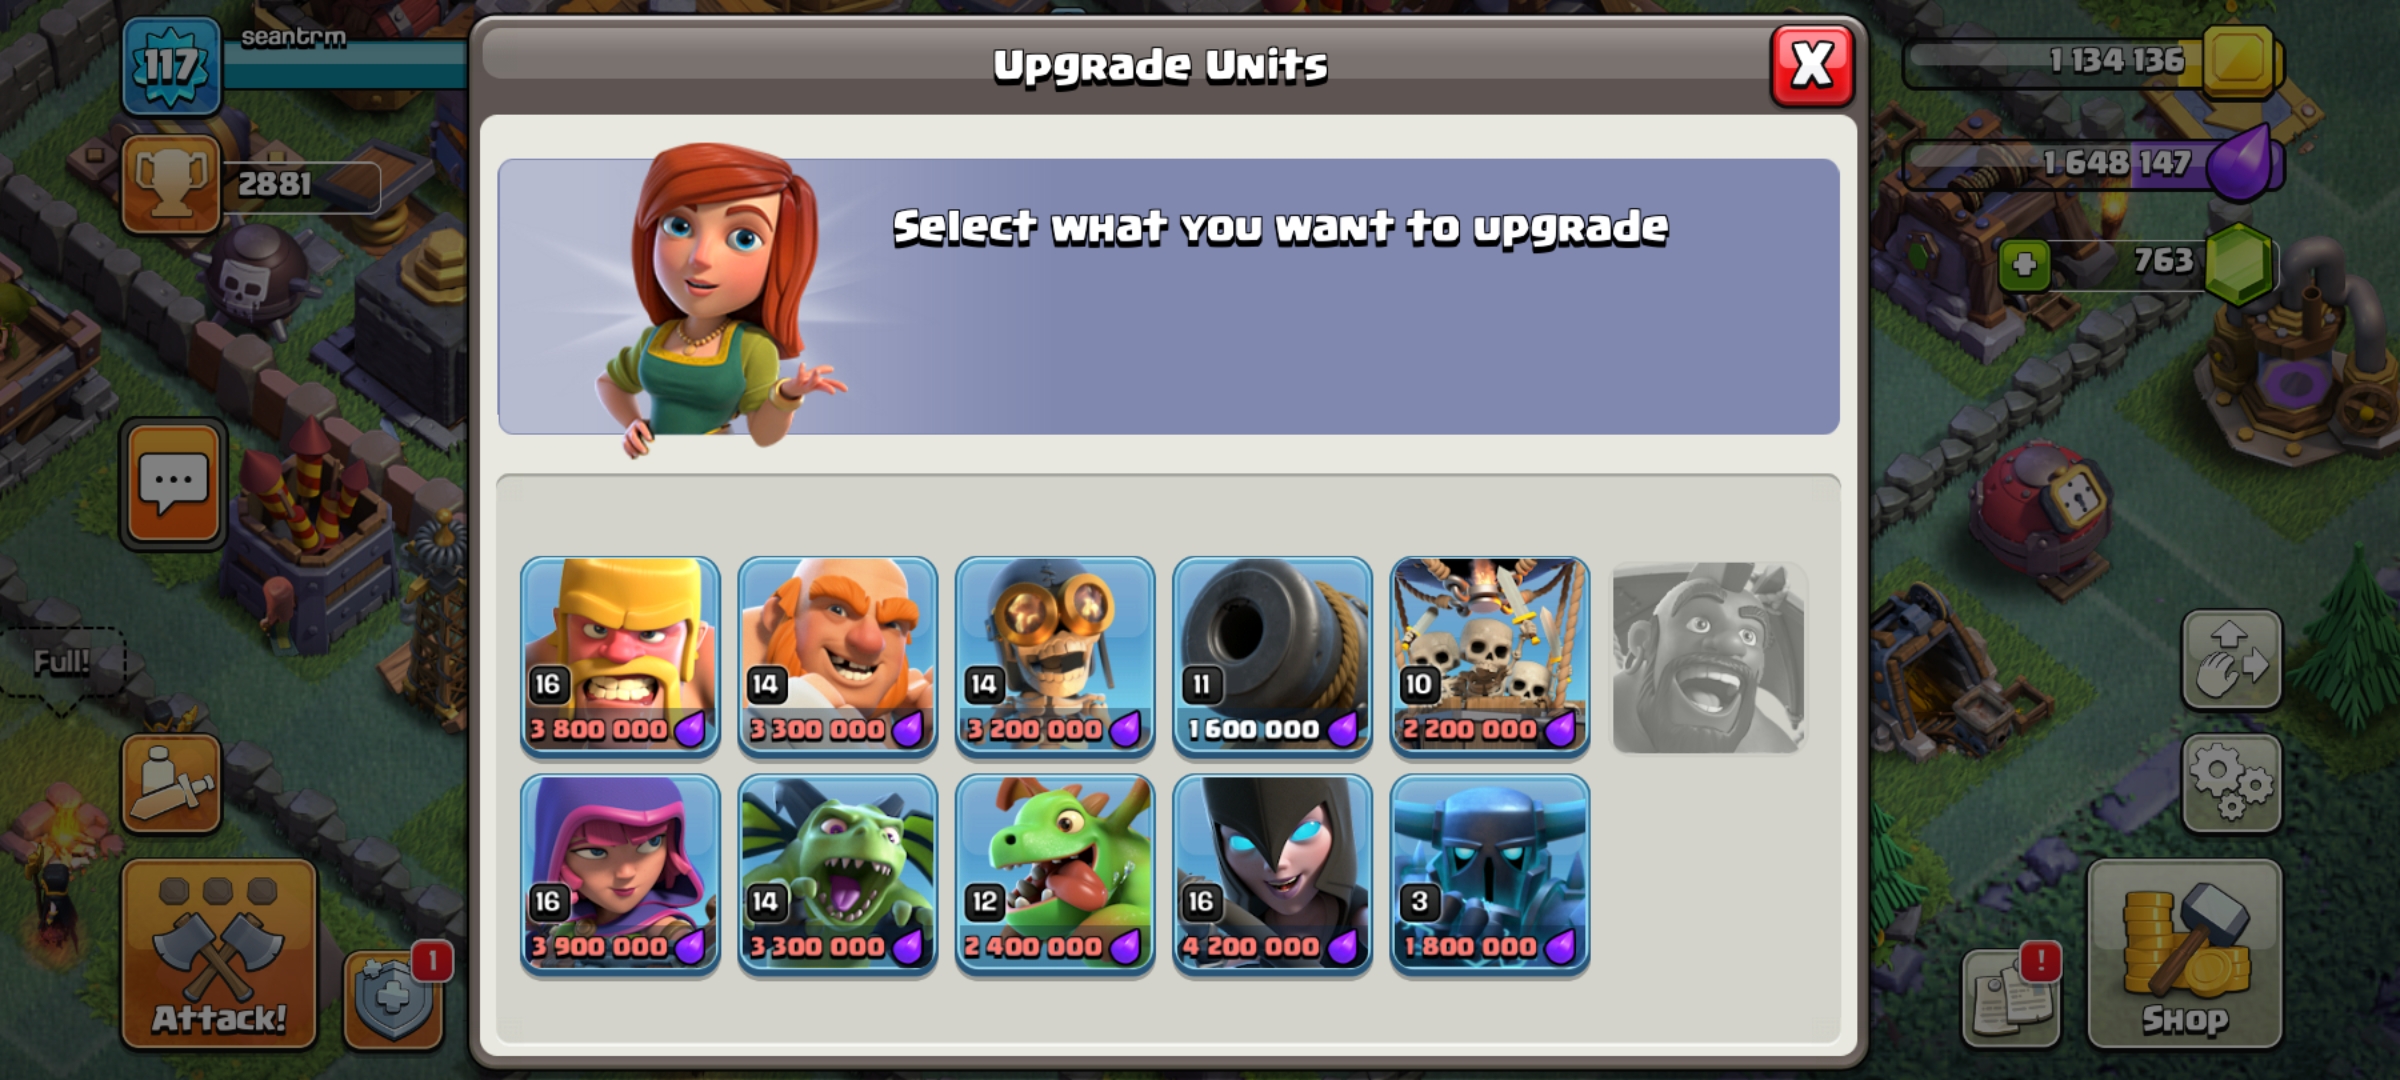 117
seantrm
2881
Upgrade Units
X
1 134 136
1 648 147
763
Select what you want to upgrade
Full!
16
3 800 000
14
3 300 000
14
3 200 000
11
1 600 000
10
2 200 000
16
3 900 000
14
3 300 000
12
2 400 000
16
4 200 000
3
1 800 000
Attack!
1
!
Shop